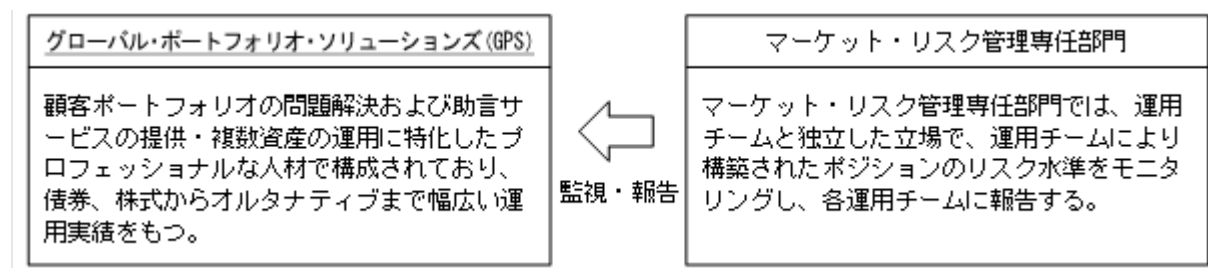 グローバル・ポートフォリオ・ソリューションズ(GPS)
顧客ポートフォリオの問題解決および助言サ
ービスの提供・複数資産の運用に特化したプ
ロフェッショナルな人材で構成されており、
債券、株式からオルタナティブまで幅広い運
用実績をもつ。
監視・報告
マーケット・リスク管理専任部門
マーケット・リスク管理専任部門では、運用
チームと独立した立場で、運用チームにより
構築されたポジションのリスク水準をモニタ
リングし、各運用チームに報告する。